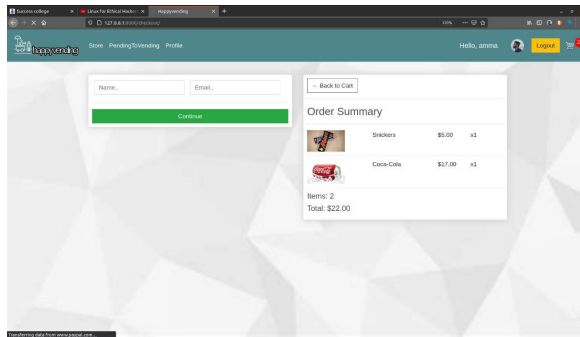 Success college
Linux for Ethical Hackers
Happyvending
127.0.0.1:8000/checkout/
happyvending
Store PendingToVending Profile
Hello, amma
Logout
Name..
Email..
Continue
← Back to Cart
Order Summary
Snickers $5.00 x1
Coca-Cola $17.00 x1
Items: 2
Total: $22.00
Transferring data from www.paypal.com...